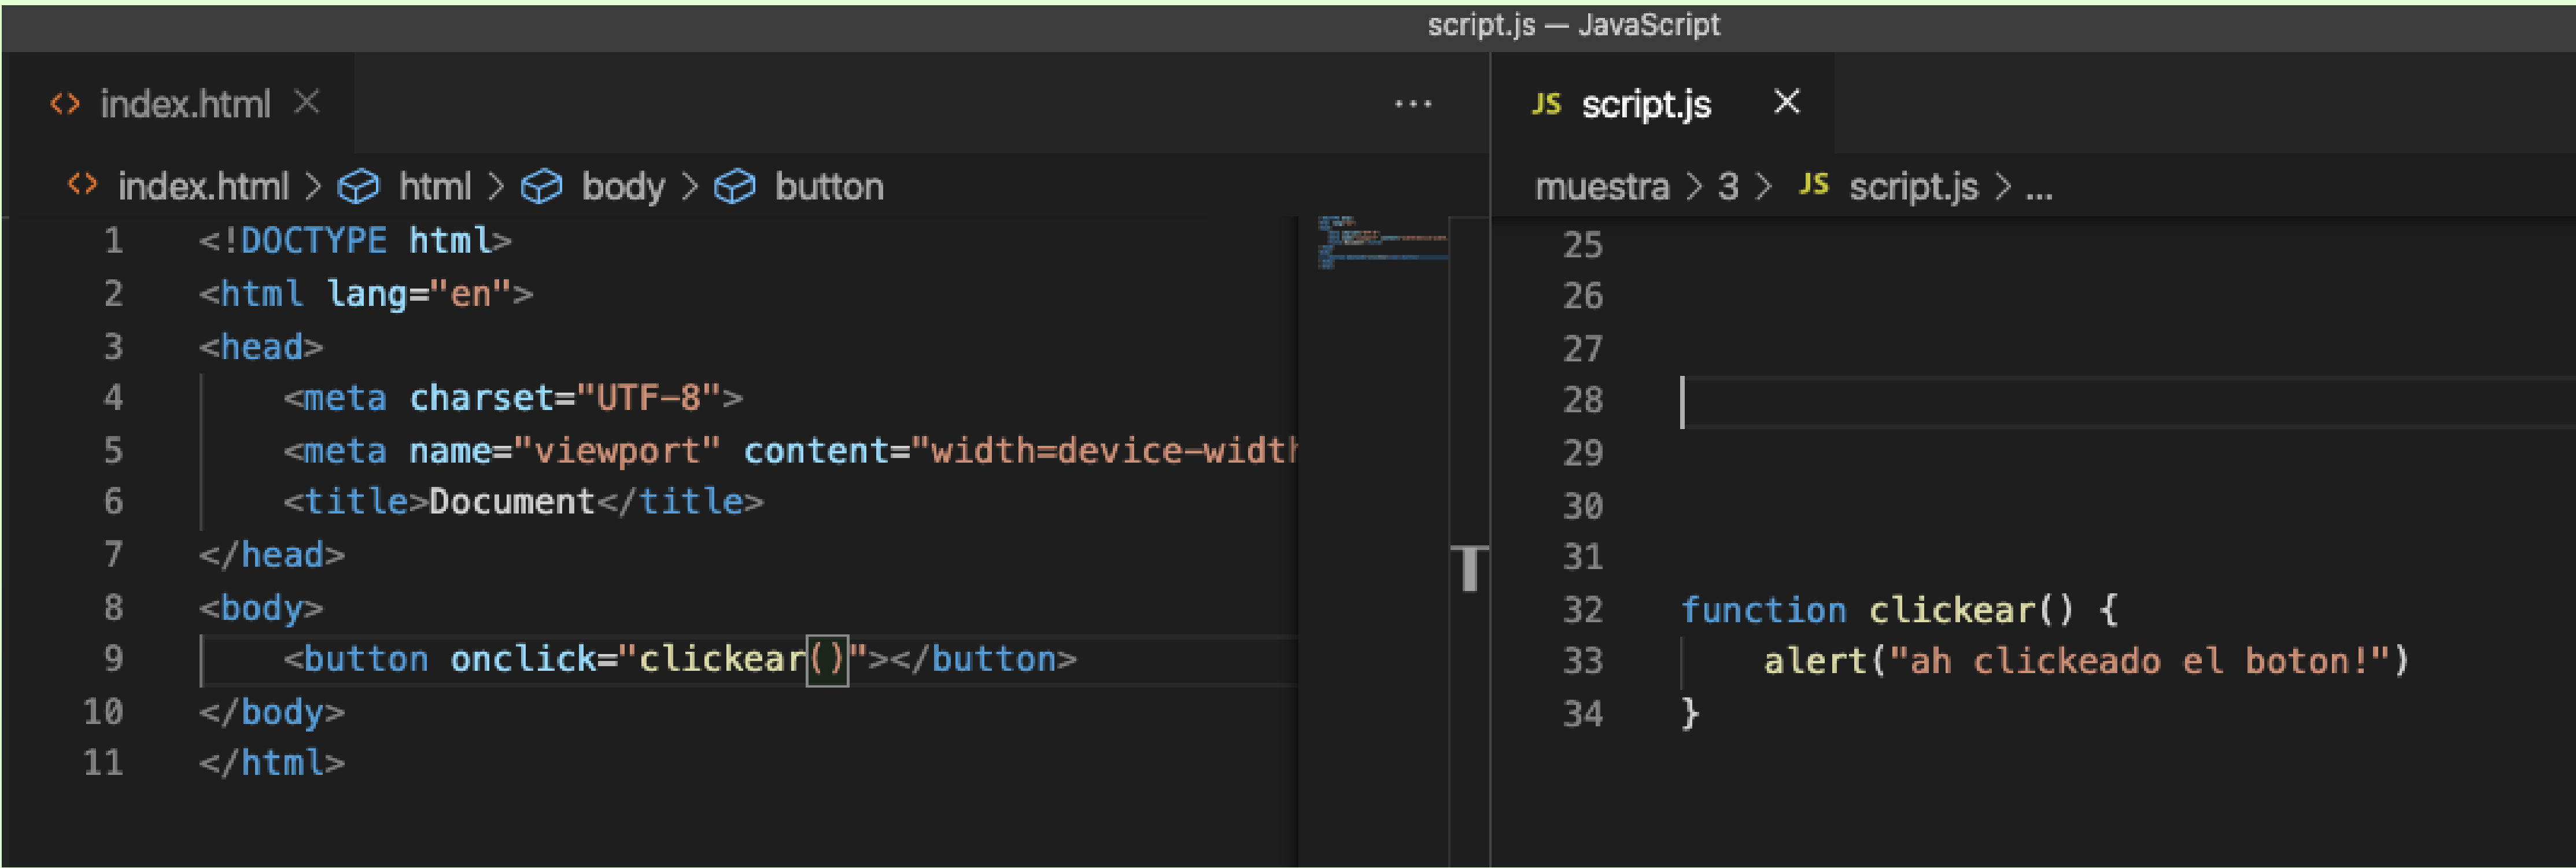 script.js — JavaScript
index.html
index.html > html > body > button
1 <!DOCTYPE html>
2 <html lang="en">
3 <head>
4 <meta charset="UTF-8">
5 <meta name="viewport" content="width=device-width
6 <title>Document</title>
7 </head>
8 <body>
9 <button onclick="clickear()"></button>
10 </body>
11 </html>
JS script.js
muestra > 3 > JS script.js > ...
25
26
27
28
29
30
31
32 function clickear() {
33 alert("ah clickeado el boton!")
34 }